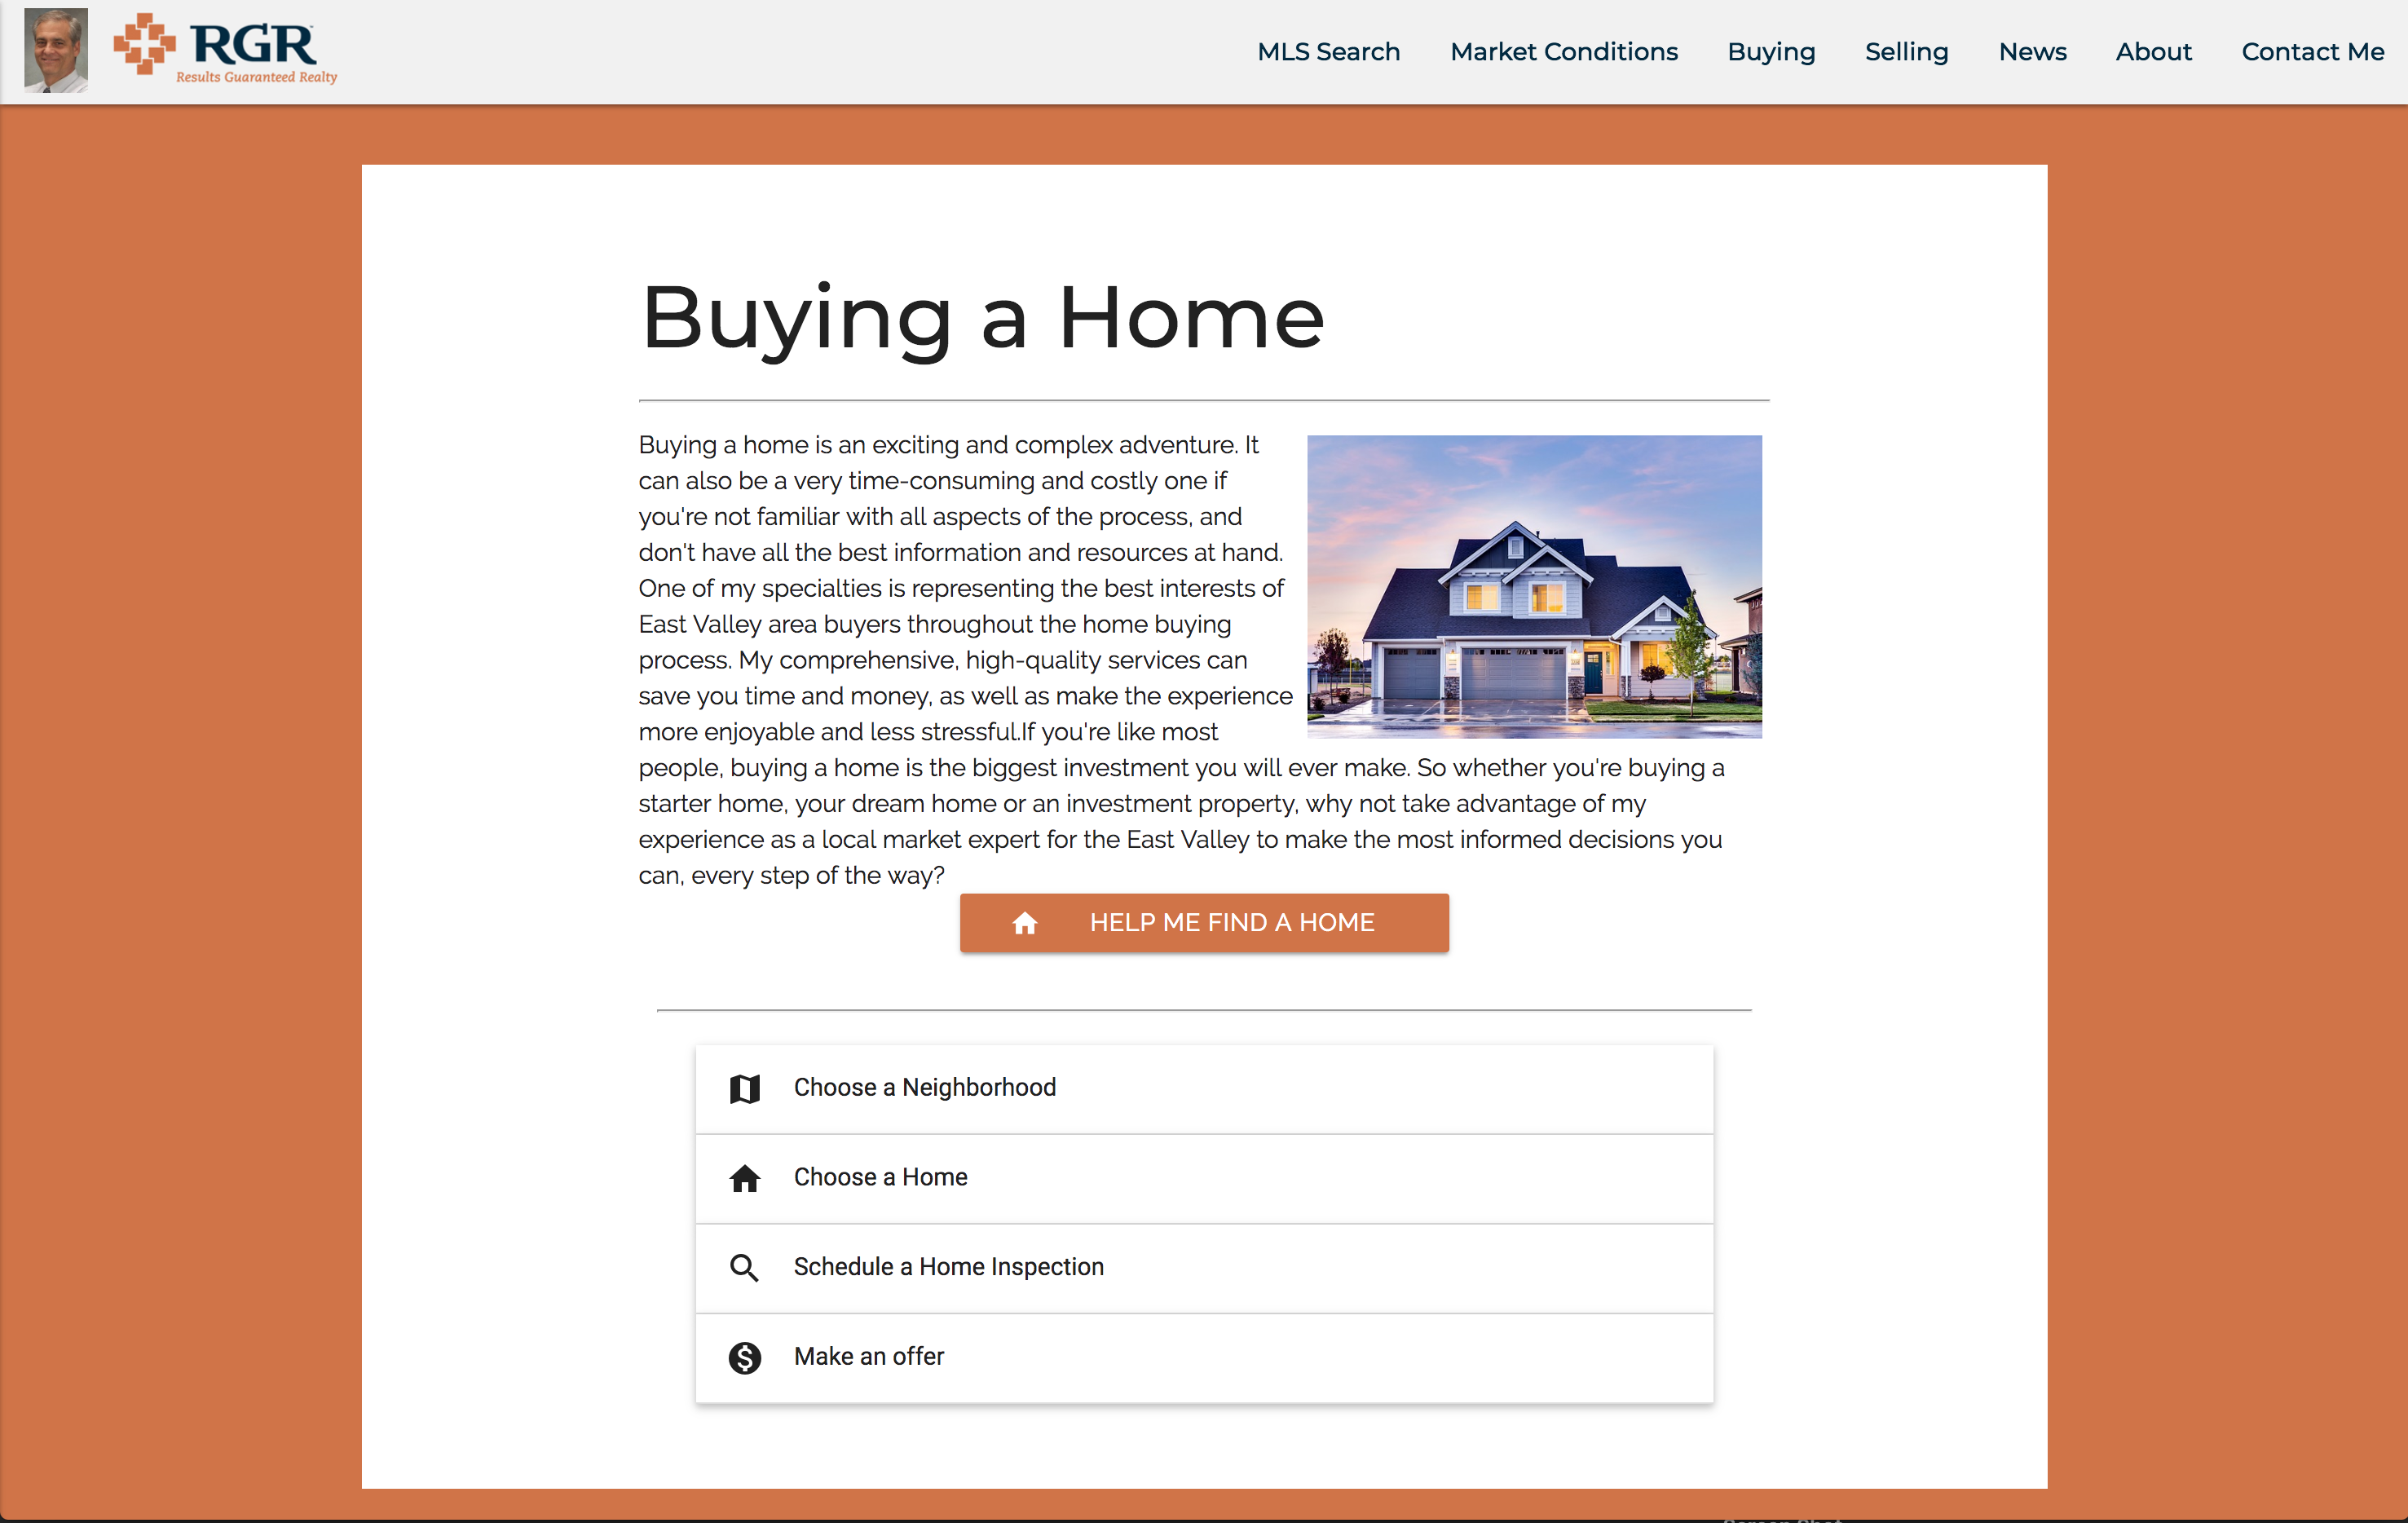 RGR
Results Guaranteed Realty
MLS Search
Market Conditions
Buying
Selling
News
About
Contact Me
Buying a Home
Buying a home is an exciting and complex adventure. It
can also be a very time-consuming and costly one if
you're not familiar with all aspects of the process, and
don't have all the best information and resources at hand.
One of my specialties is representing the best interests of
East Valley area buyers throughout the home buying
process. My comprehensive, high-quality services can
save you time and money, as well as make the experience
more enjoyable and less stressful.If you're like most
people, buying a home is the biggest investment you will ever make. So whether you're buying a
starter home, your dream home or an investment property, why not take advantage of my
experience as a local market expert for the East Valley to make the most informed decisions you
can, every step of the way?
HELP ME FIND A HOME
Choose a Neighborhood
Choose a Home
Schedule a Home Inspection
Make an offer